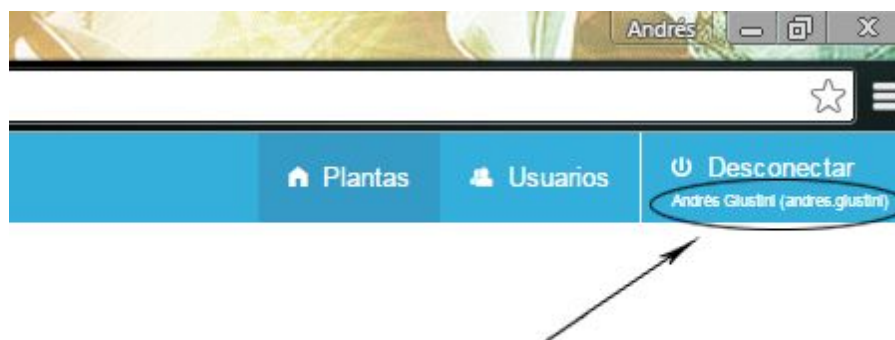 Andrés
Plantas
Usuarios
Desconectar
Andrés Giustini (andres.giustini)